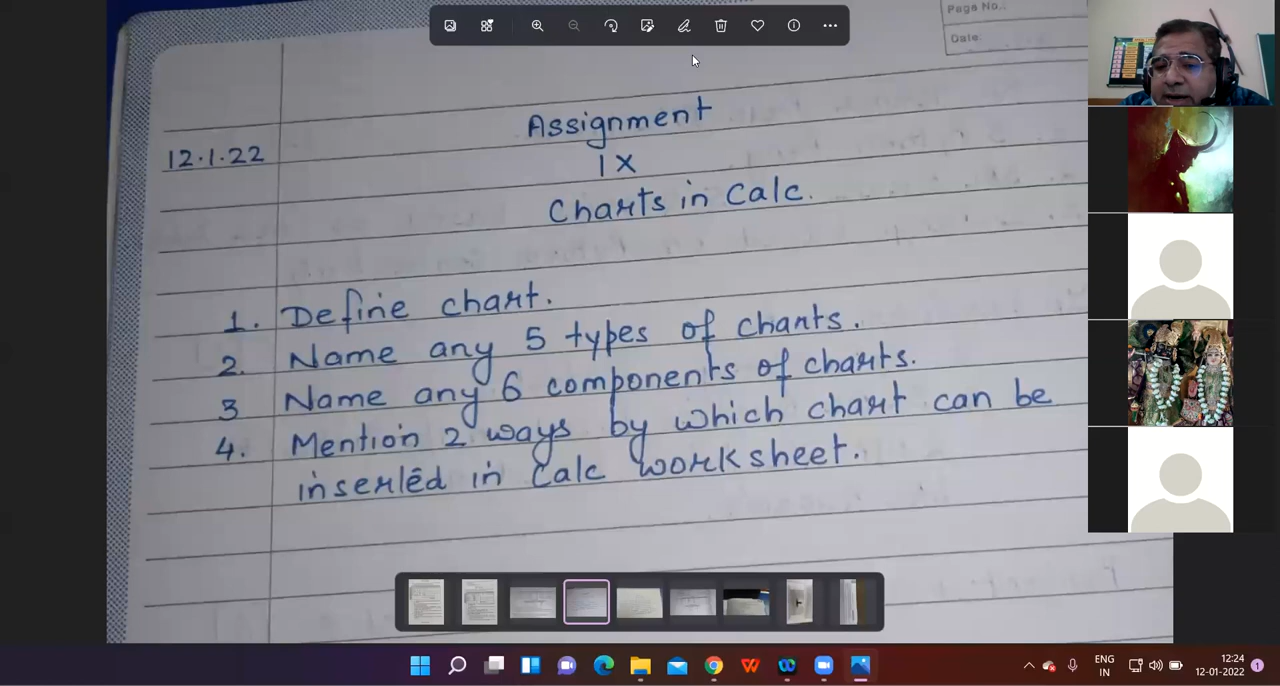 Page No.:
Date:
12.1.22
Assignment
IX
Charts in Calc.
1. Define chart.
2. Name any 5 types of charts.
3 Name any 6 components of charts.
4. Mention 2 ways by which chart can be
inserted in Calc worksheet.
ENG
IN
12:24
12-01-2022
1